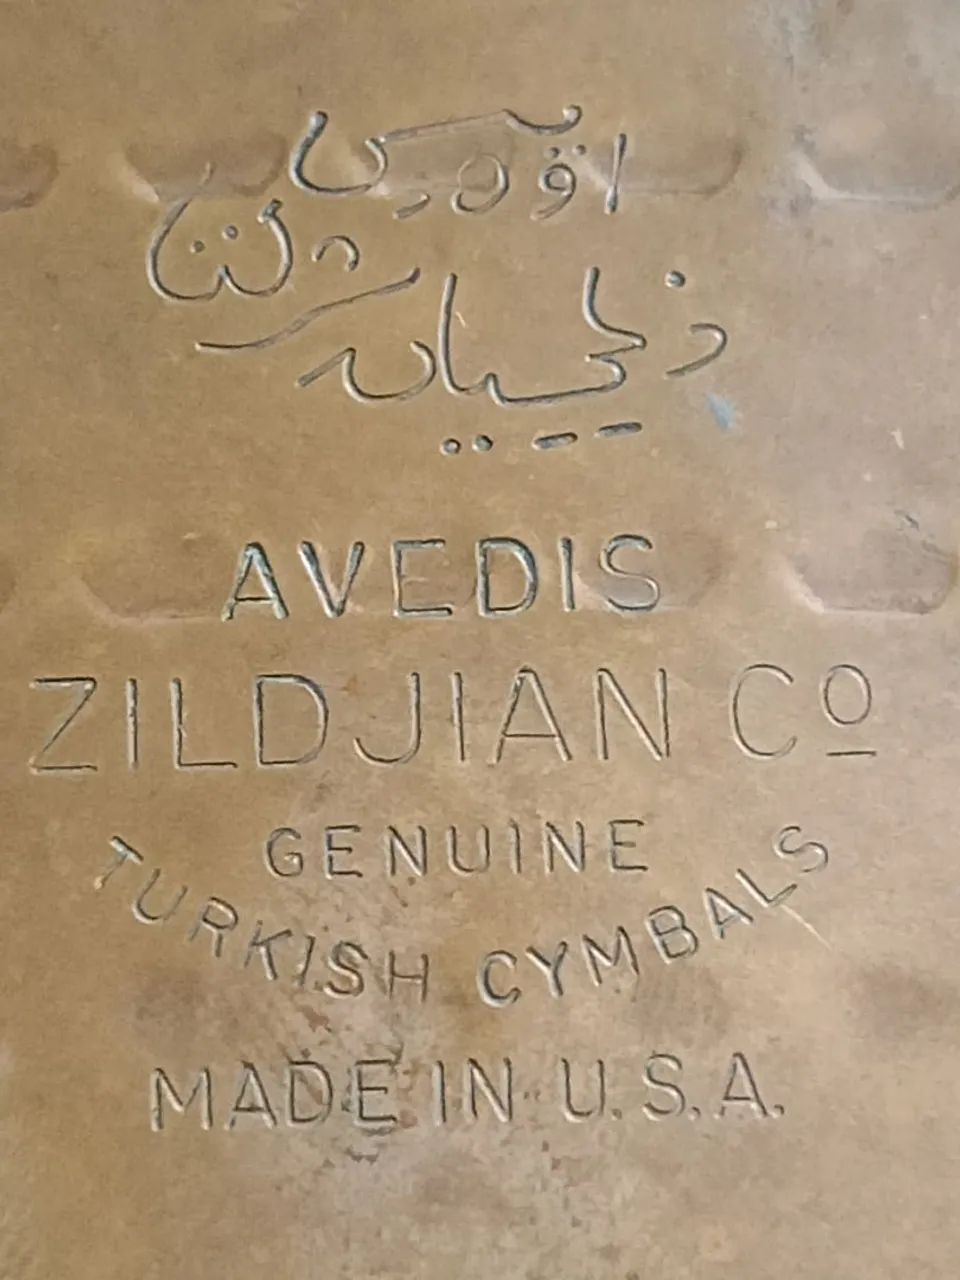 AVEDIS
ZILDJIAN Cº
GENUINE
TURKISH CYMBALS
MADE IN U.S.A.